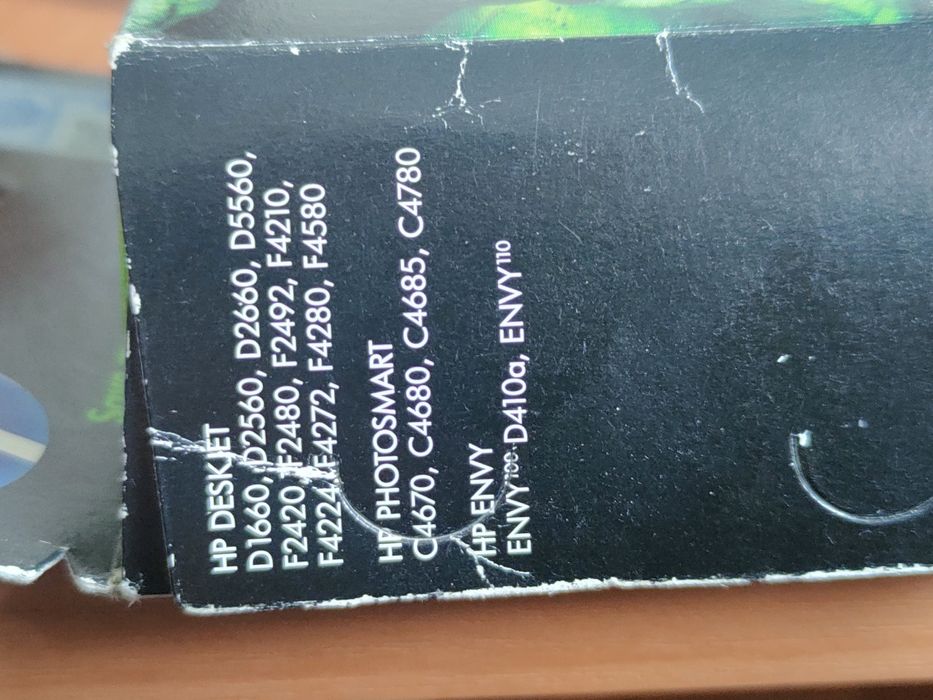 HP DESKJET
D1660, D2560, D2660, D5560,
F2420, F2480, F2492, F4210,
F4224, F4272, F4280, F4580
HP PHOTOSMART
C4670, C4680, C4685, C4780
HP ENVY
ENVY100, D410a, ENVY110